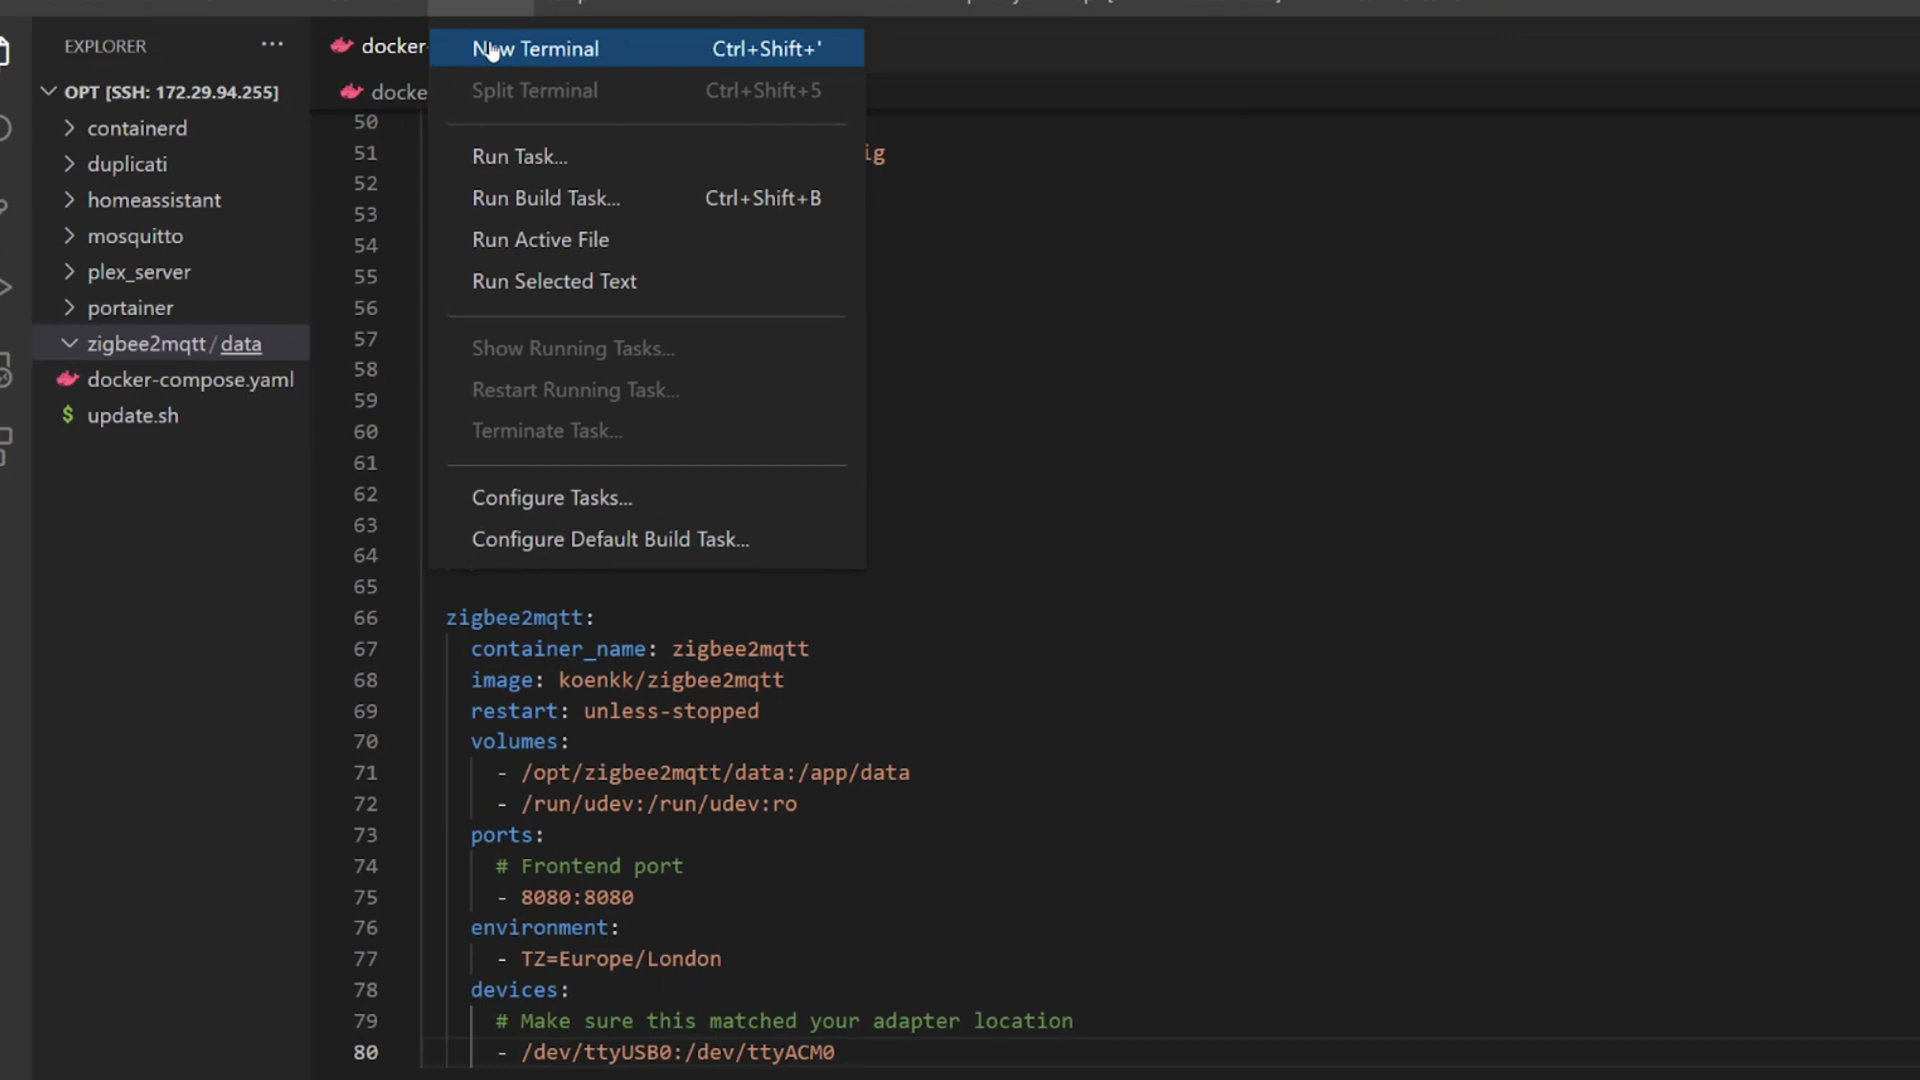 EXPLORER
OPT [SSH: 172.29.94.255]
containerd
duplicati
homeassistant
mosquitto
plex_server
portainer
zigbee2mqtt / data
docker-compose.yaml
$ update.sh
docker-
docke
New Terminal Ctrl+Shift+'
Split Terminal Ctrl+Shift+5
Run Task...
Run Build Task... Ctrl+Shift+B
Run Active File
Run Selected Text
Show Running Tasks...
Restart Running Task...
Terminate Task...
Configure Tasks...
Configure Default Build Task...
50
51 ig
52
53
54
55
56
57
58
59
60
61
62
63
64
65
66 zigbee2mqtt:
67 container_name: zigbee2mqtt
68 image: koenkk/zigbee2mqtt
69 restart: unless-stopped
70 volumes:
71 - /opt/zigbee2mqtt/data:/app/data
72 - /run/udev:/run/udev:ro
73 ports:
74 # Frontend port
75 - 8080:8080
76 environment:
77 - TZ=Europe/London
78 devices:
79 # Make sure this matched your adapter location
80 - /dev/ttyUSB0:/dev/ttyACM0